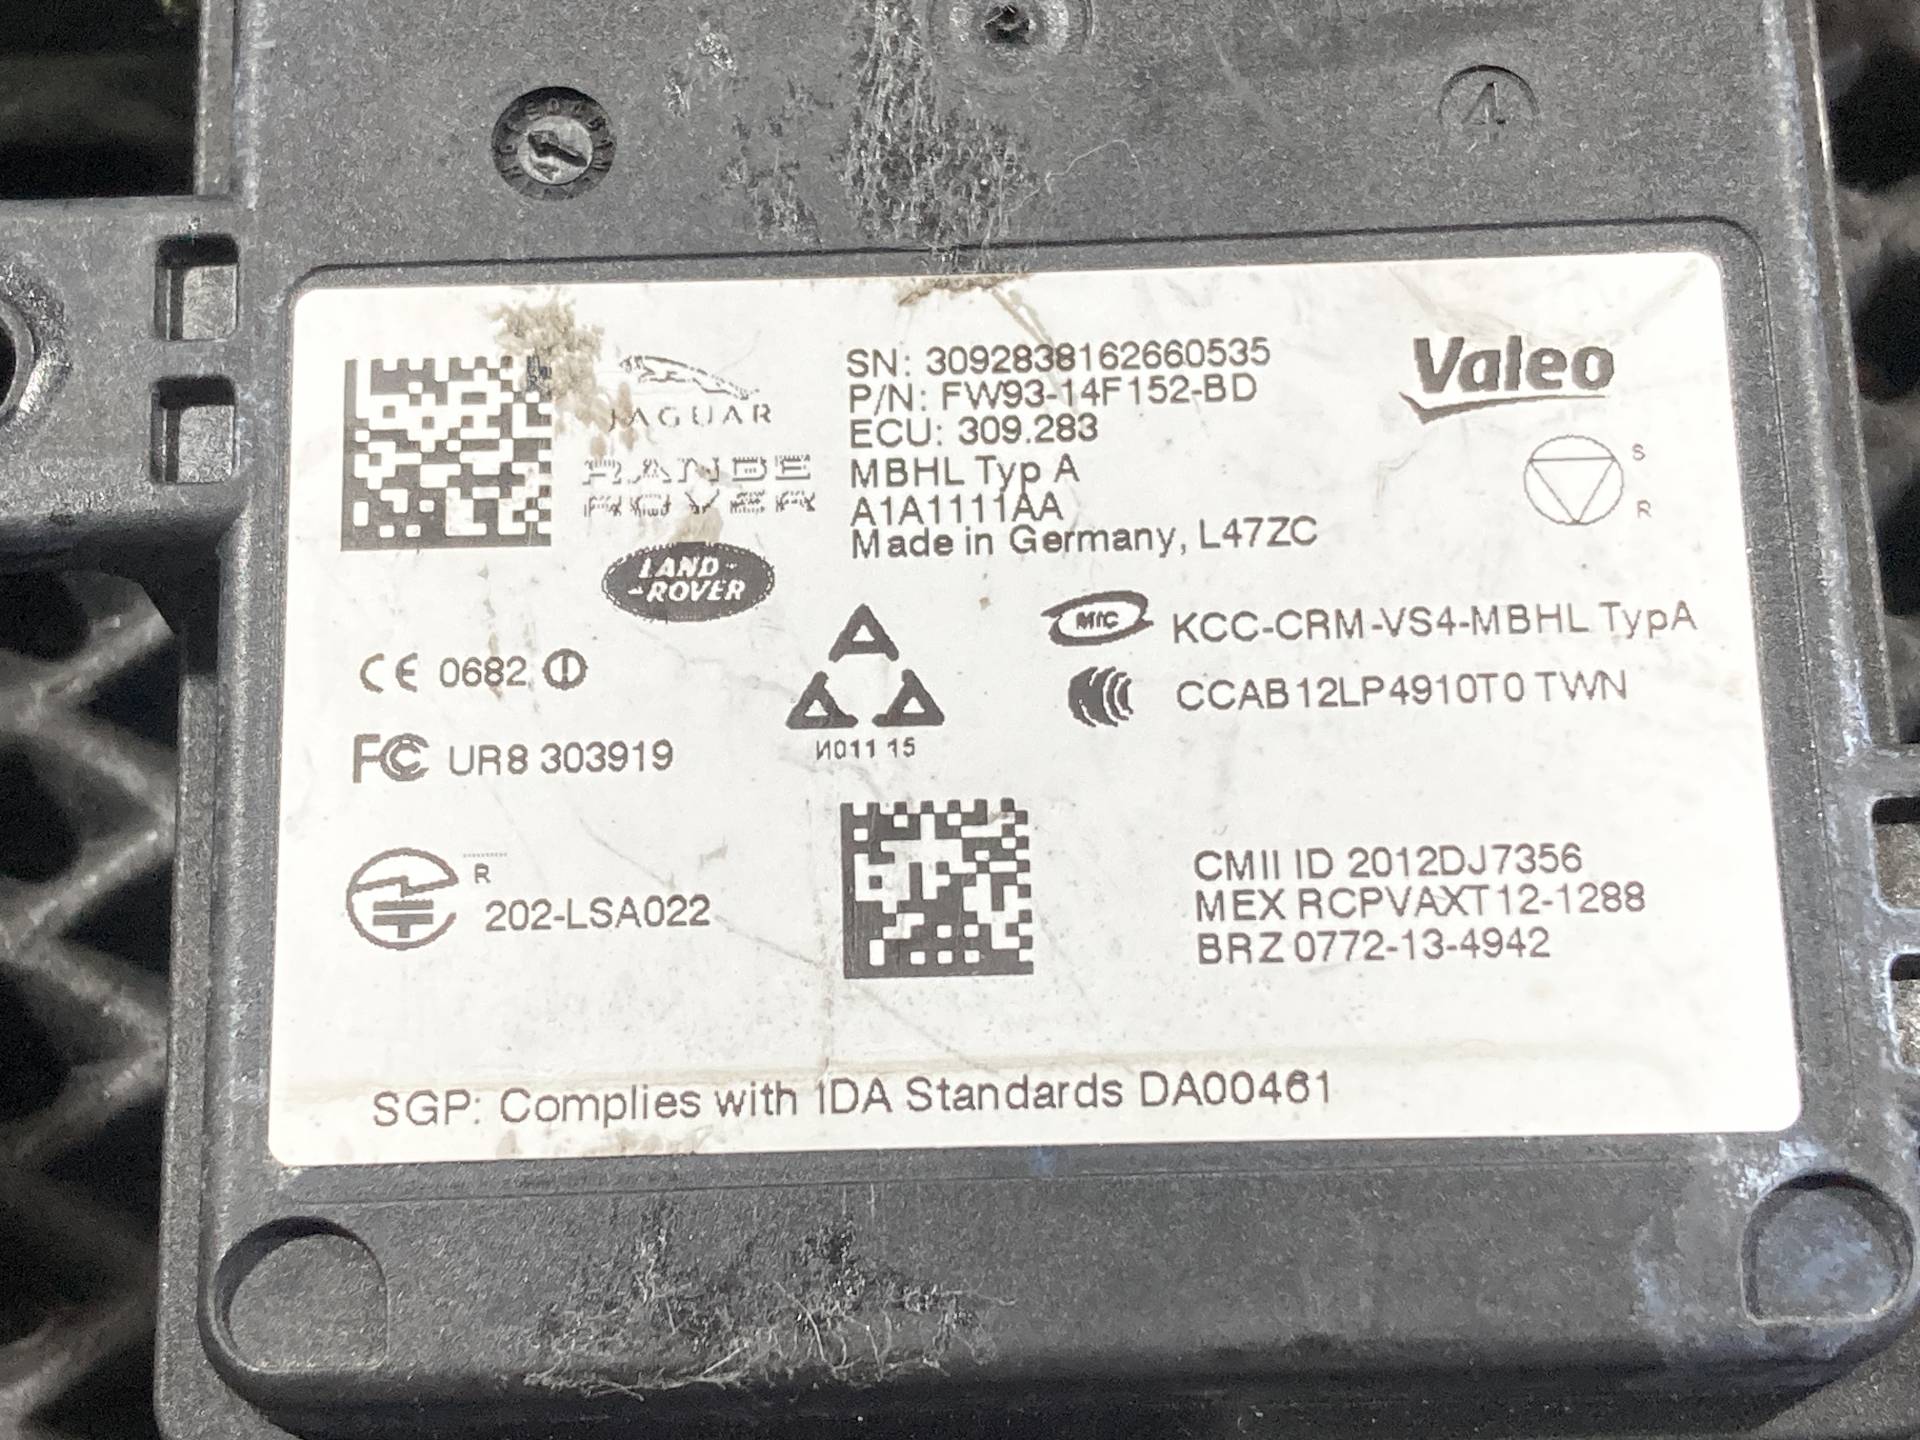 4
SN: 3092838162660535
P/N: FW93-14F152-BD
ECU: 309.283
MBHL Typ A
A1A1111AA
Made in Germany, L47ZC
JAGUAR
RANGE
ROVER
LAND
ROVER
Valeo
S
R
CE 0682
MIC KCC-CRM-VS4-MBHL TypA
CCAB12LP4910T0 TWN
FC UR8 303919
N011 15
R
202-LSA022
CMII ID 2012DJ7356
MEX RCPVAXT12-1288
BRZ 0772-13-4942
SGP: Complies with IDA Standards DA00461